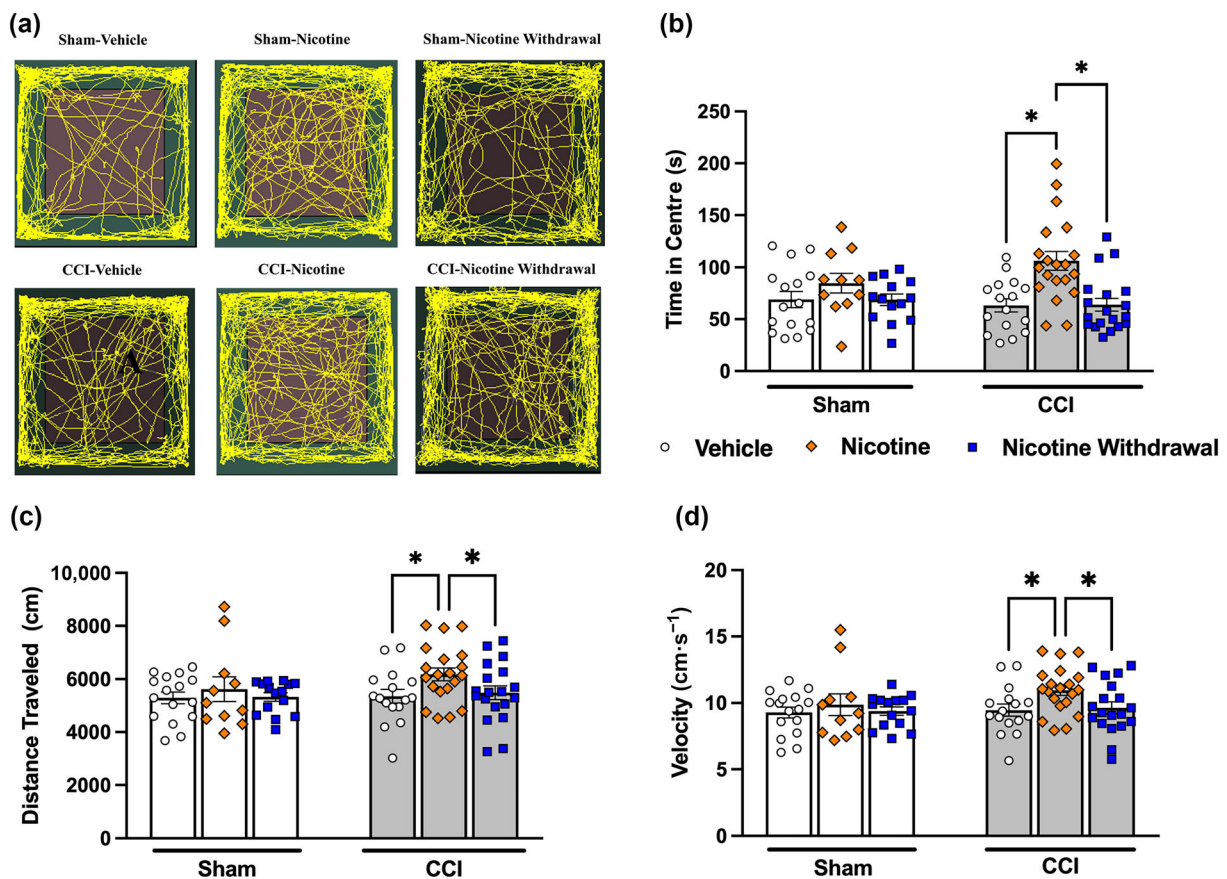 (a)
Sham-Vehicle Sham-Nicotine Sham-Nicotine Withdrawal
CCI-Vehicle CCI-Nicotine CCI-Nicotine Withdrawal
A
(b)
Time in Centre (s)
250
200
150
100
50
0
*
*
Sham CCI
Vehicle Nicotine Nicotine Withdrawal
(c)
Distance Traveled (cm)
10,000
8000
6000
4000
2000
0
* *
Sham CCI
(d)
Velocity (cm·s⁻¹)
20
15
10
5
0
* *
Sham CCI